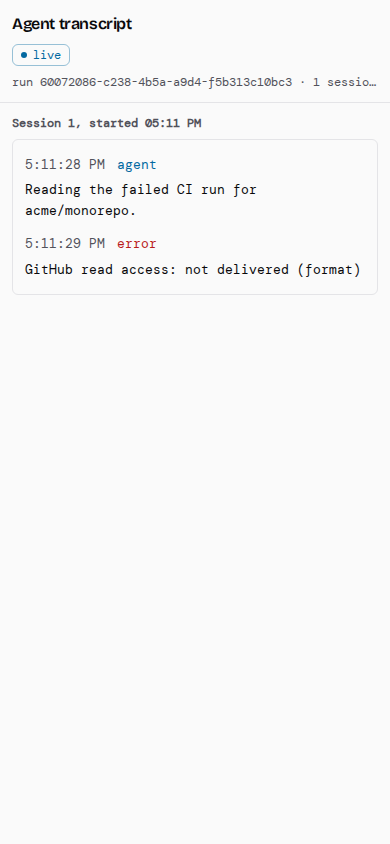 Agent transcript
live
run 60072086-c238-4b5a-a9d4-f5b313c10bc3 · 1 sessio…
Session 1, started 05:11 PM
5:11:28 PM agent
Reading the failed CI run for
acme/monorepo.
5:11:29 PM error
GitHub read access: not delivered (format)